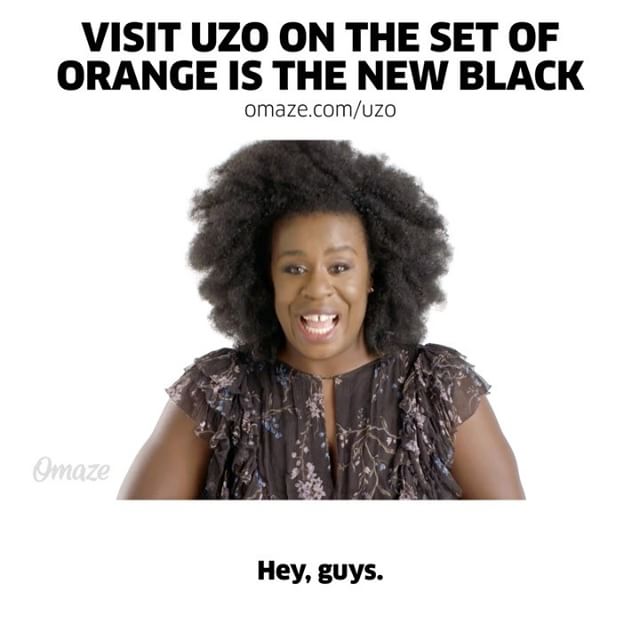 VISIT UZO ON THE SET OF
ORANGE IS THE NEW BLACK
omaze.com/uzo
Omaze
Hey, guys.